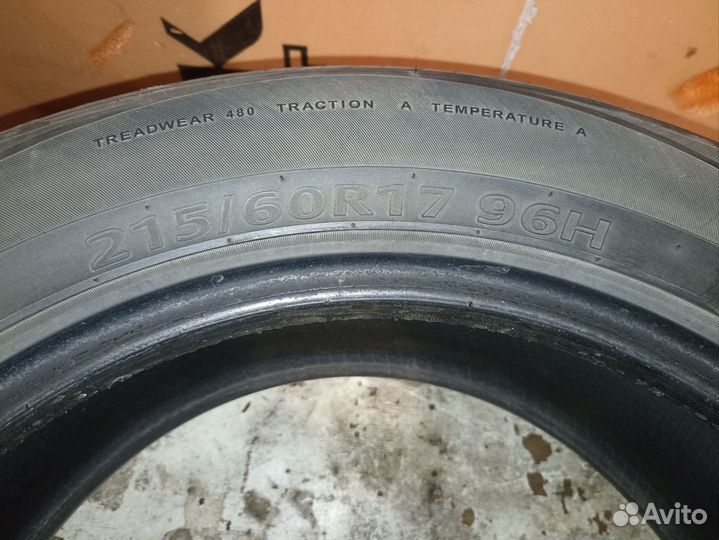 TREADWEAR 480 TRACTION A TEMPERATURE A
215/60R17 96H
Avito